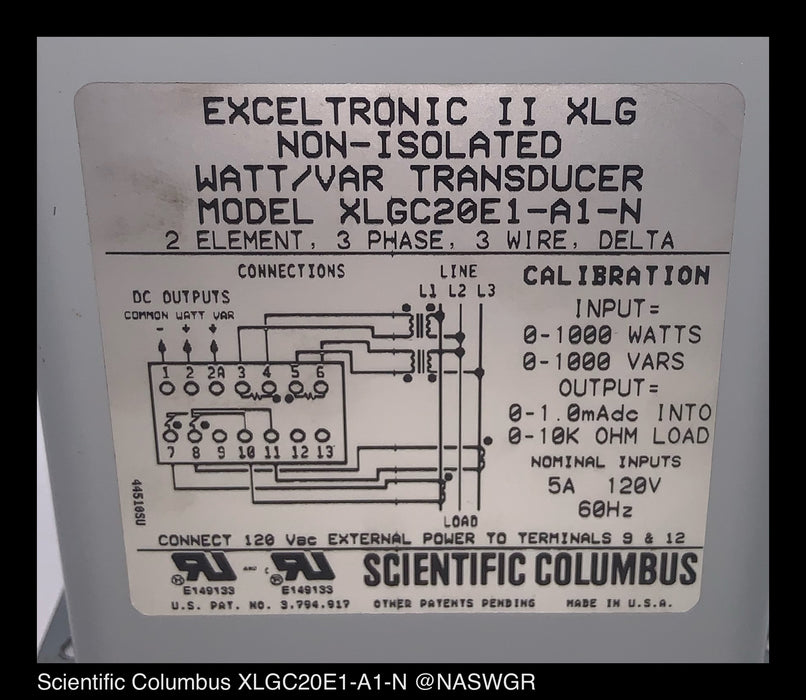 EXCELTRONIC II XLG
NON-ISOLATED
WATT/VAR TRANSDUCER
MODEL XLGC20E1-A1-N
2 ELEMENT, 3 PHASE, 3 WIRE, DELTA
CONNECTIONS
LINE
L1 L2 L3
DC OUTPUTS
COMMON WATT VAR
- + +
1 2 2A 3 4 5 6
7 8 9 10 11 12 13
LOAD
445105U
CALIBRATION
INPUT=
0-1000 WATTS
0-1000 VARS
OUTPUT=
0-1.0mAdc INTO
0-10K OHM LOAD
NOMINAL INPUTS
5A 120V
60Hz
CONNECT 120 Vac EXTERNAL POWER TO TERMINALS 9 & 12
E149133
AND
C
E149133
SCIENTIFIC COLUMBUS
U.S. PAT. NO. 3.794.917 OTHER PATENTS PENDING MADE IN U.S.A.
Scientific Columbus XLGC20E1-A1-N @NASWGR